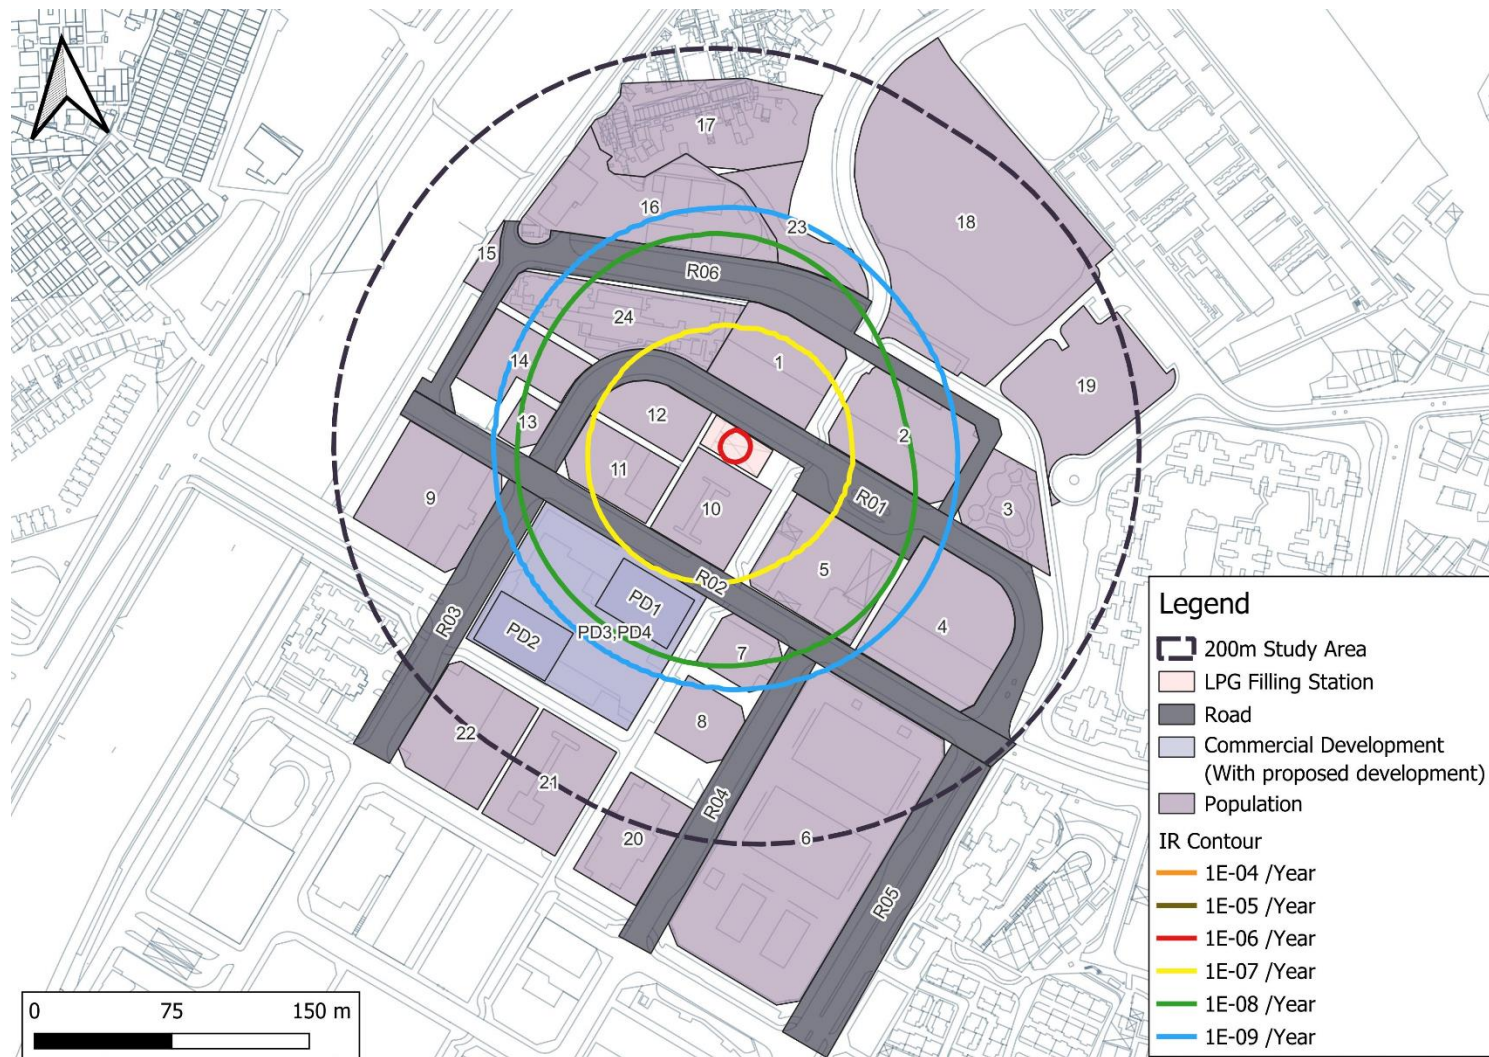 17
16
23
18
15
R06
24
1
19
14
12
13
2
11
9
10
R01
3
R02
5
PD1
R03
PD2
PD3,PD4
4
7
8
22
21
R04
20
6
R05
Legend
200m Study Area
LPG Filling Station
Road
Commercial Development
(With proposed development)
Population
IR Contour
1E-04 /Year
1E-05 /Year
1E-06 /Year
1E-07 /Year
1E-08 /Year
1E-09 /Year
0 75 150 m